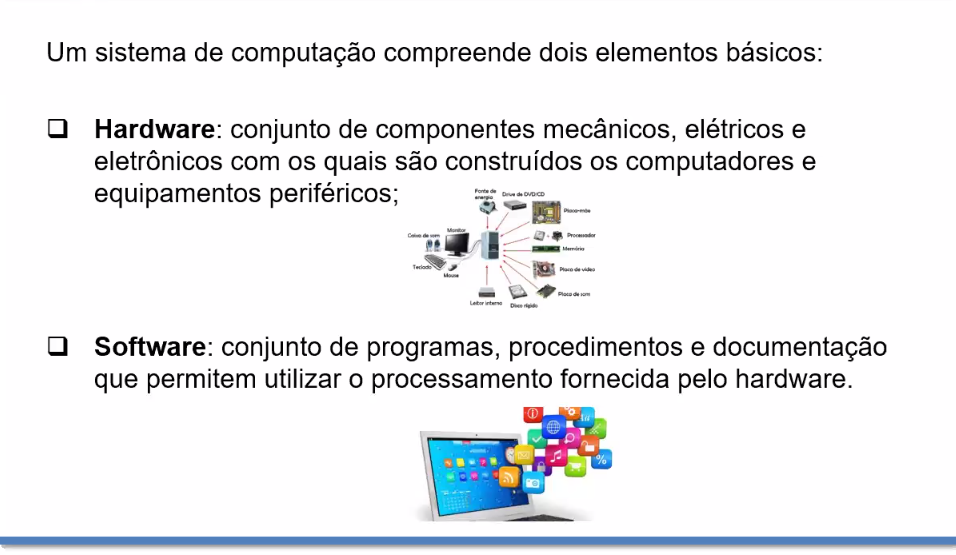 Um sistema de computação compreende dois elementos básicos:
Hardware: conjunto de componentes mecânicos, elétricos e
eletrônicos com os quais são construídos os computadores e
equipamentos periféricos;
Fonte de
energia
Drive de DVD/CD
Placa-mãe
Caixa de som
Monitor
Processador
Memória
Teclado
Mouse
Placa de vídeo
Placa de som
Leitor interno
Disco rígido
Software: conjunto de programas, procedimentos e documentação
que permitem utilizar o processamento fornecida pelo hardware.
%